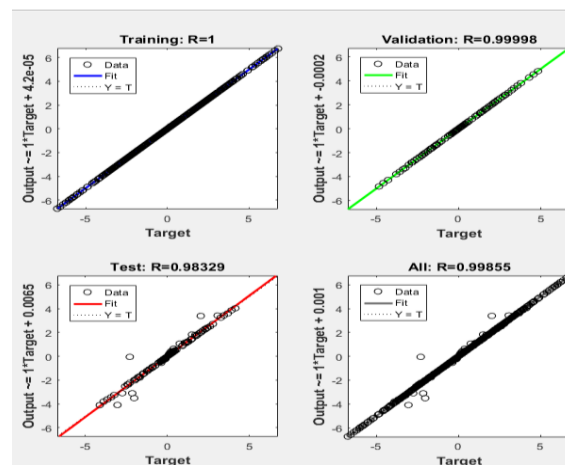 Training: R=1
Output ~= 1*Target + 4.2e-05
Data
Fit
Y = T
6
4
2
0
-2
-4
-6
-5 0 5
Target
Validation: R=0.99998
Output ~= 1*Target + -0.0002
Data
Fit
Y = T
6
4
2
0
-2
-4
-6
-5 0 5
Target
Test: R=0.98329
Output ~= 1*Target + 0.0065
Data
Fit
Y = T
6
4
2
0
-2
-4
-6
-5 0 5
Target
All: R=0.99855
Output ~= 1*Target + 0.001
Data
Fit
Y = T
6
4
2
0
-2
-4
-6
-5 0 5
Target